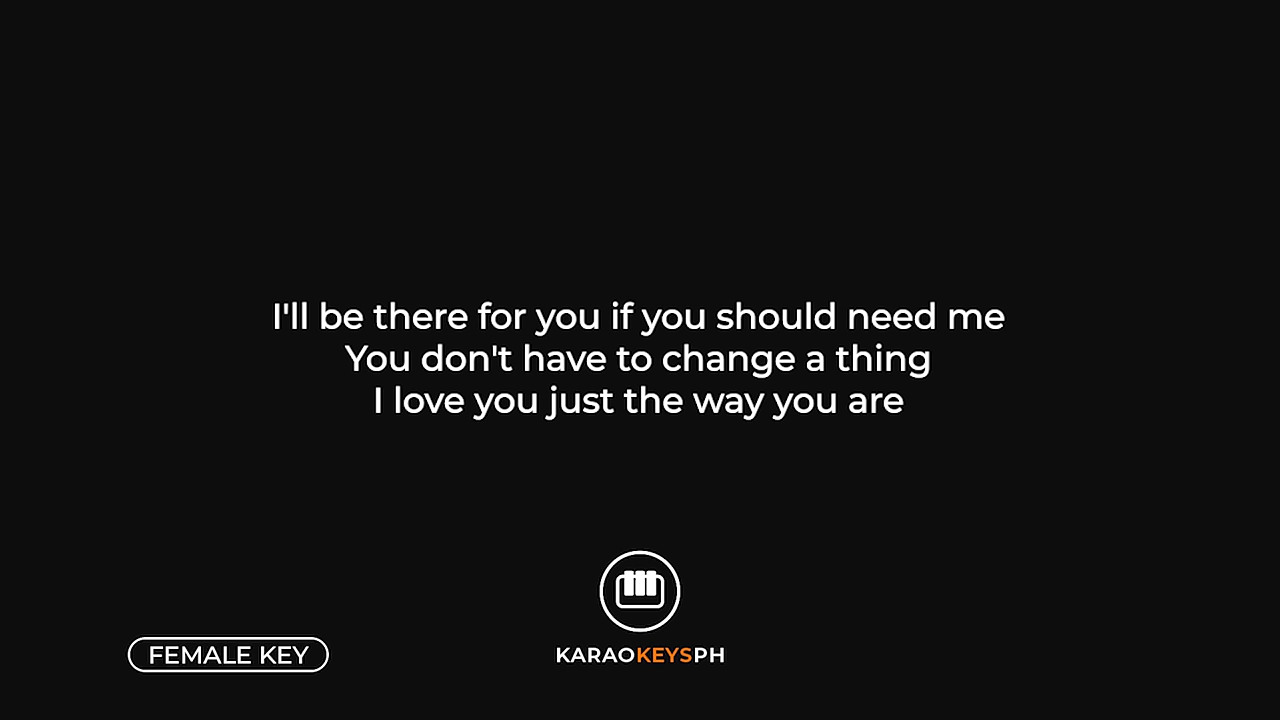 I'll be there for you if you should need me
You don't have to change a thing
I love you just the way you are
FEMALE KEY
KARAOKEYSPH